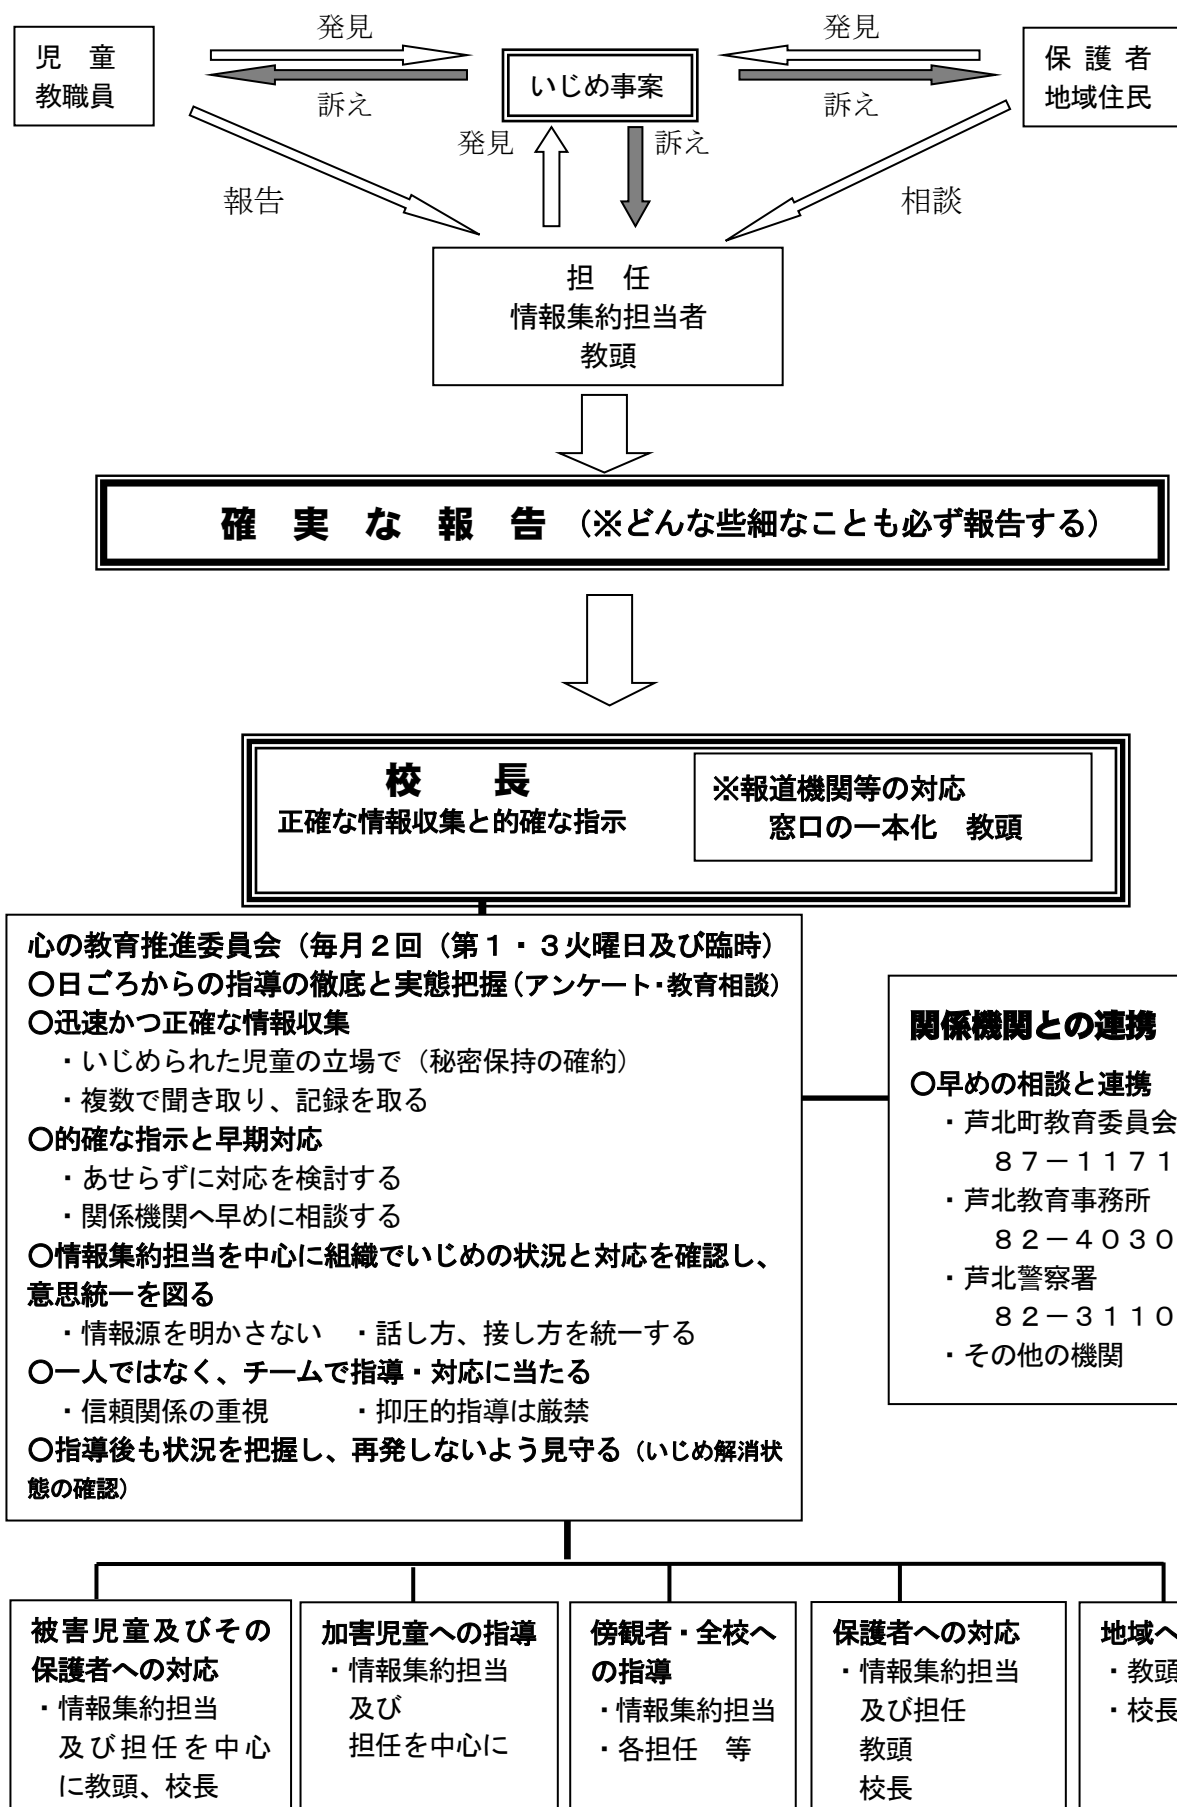 発見
発見
児　童
教職員
いじめ事案
保 護 者
地域住民
訴え
訴え
発見
訴え
報告
相談
担　任
情報集約担当者
教頭
確　実　な　報　告　（※どんな些細なことも必ず報告する）
校　　長
正確な情報収集と的確な指示
※報道機関等の対応
窓口の一本化　教頭
心の教育推進委員会（毎月２回（第１・３火曜日及び臨時）
〇日ごろからの指導の徹底と実態把握（アンケート・教育相談）
〇迅速かつ正確な情報収集
・いじめられた児童の立場で（秘密保持の確約）
・複数で聞き取り、記録を取る
〇的確な指示と早期対応
・あせらずに対応を検討する
・関係機関へ早めに相談する
〇情報集約担当を中心に組織でいじめの状況と対応を確認し、
意思統一を図る
・情報源を明かさない　・話し方、接し方を統一する
〇一人ではなく、チームで指導・対応に当たる
・信頼関係の重視　　　・抑圧的指導は厳禁
〇指導後も状況を把握し、再発しないよう見守る（いじめ解消状
態の確認）
関係機関との連携
〇早めの相談と連携
・芦北町教育委員会
８７－１１７１
・芦北教育事務所
８２－４０３０
・芦北警察署
８２－３１１０
・その他の機関
被害児童及びその
保護者への対応
・情報集約担当
及び担任を中心
に教頭、校長
加害児童への指導
・情報集約担当
及び
担任を中心に
傍観者・全校へ
の指導
・情報集約担当
・各担任　等
保護者への対応
・情報集約担当
及び担任
教頭
校長
地域へ
・教頭
・校長